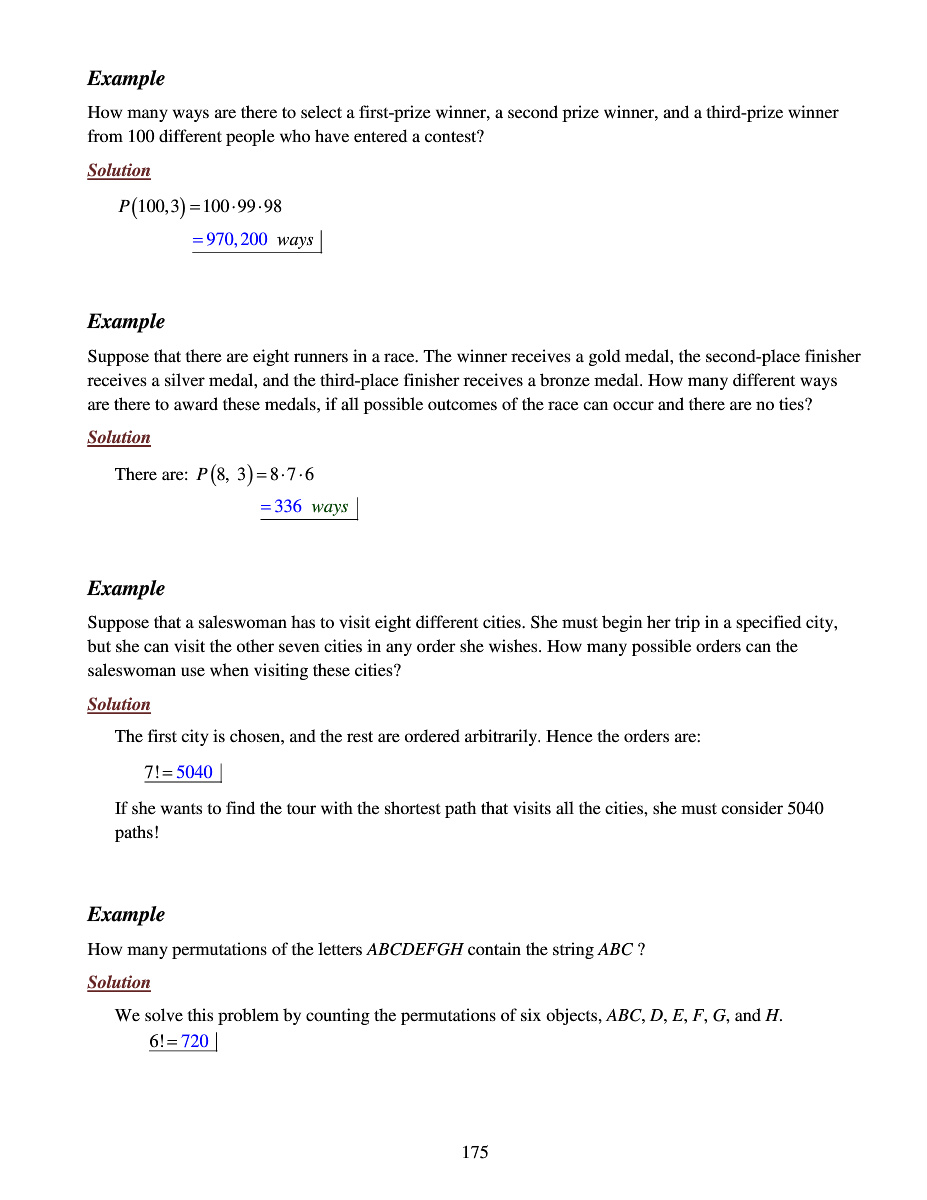 Example
How many ways are there to select a first-prize winner, a second prize winner, and a third-prize winner
from 100 different people who have entered a contest?
Solution
P(100,3) = 100·99·98
= 970,200 ways
Example
Suppose that there are eight runners in a race. The winner receives a gold medal, the second-place finisher
receives a silver medal, and the third-place finisher receives a bronze medal. How many different ways
are there to award these medals, if all possible outcomes of the race can occur and there are no ties?
Solution
There are: P(8, 3) = 8·7·6
= 336 ways
Example
Suppose that a saleswoman has to visit eight different cities. She must begin her trip in a specified city,
but she can visit the other seven cities in any order she wishes. How many possible orders can the
saleswoman use when visiting these cities?
Solution
The first city is chosen, and the rest are ordered arbitrarily. Hence the orders are:
7! = 5040
If she wants to find the tour with the shortest path that visits all the cities, she must consider 5040
paths!
Example
How many permutations of the letters ABCDEFGH contain the string ABC ?
Solution
We solve this problem by counting the permutations of six objects, ABC, D, E, F, G, and H.
6! = 720
175